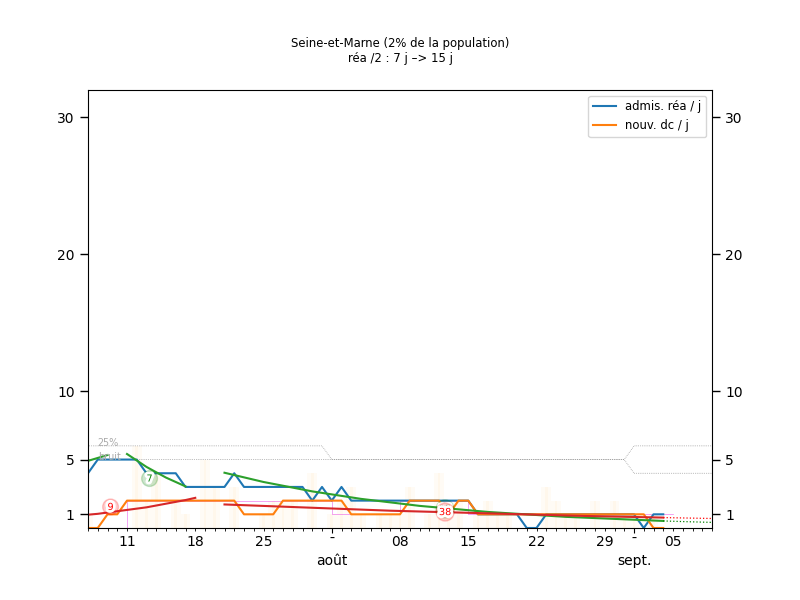 Seine-et-Marne (2% de la population)
réa /2 : 7 j –> 15 j
admis. réa / j
nouv. dc / j
30 30
20 20
10 10
25%
bruit
5 5
7
9
38
1 1
11 18 25 - 08 15 22 29 - 05
août sept.